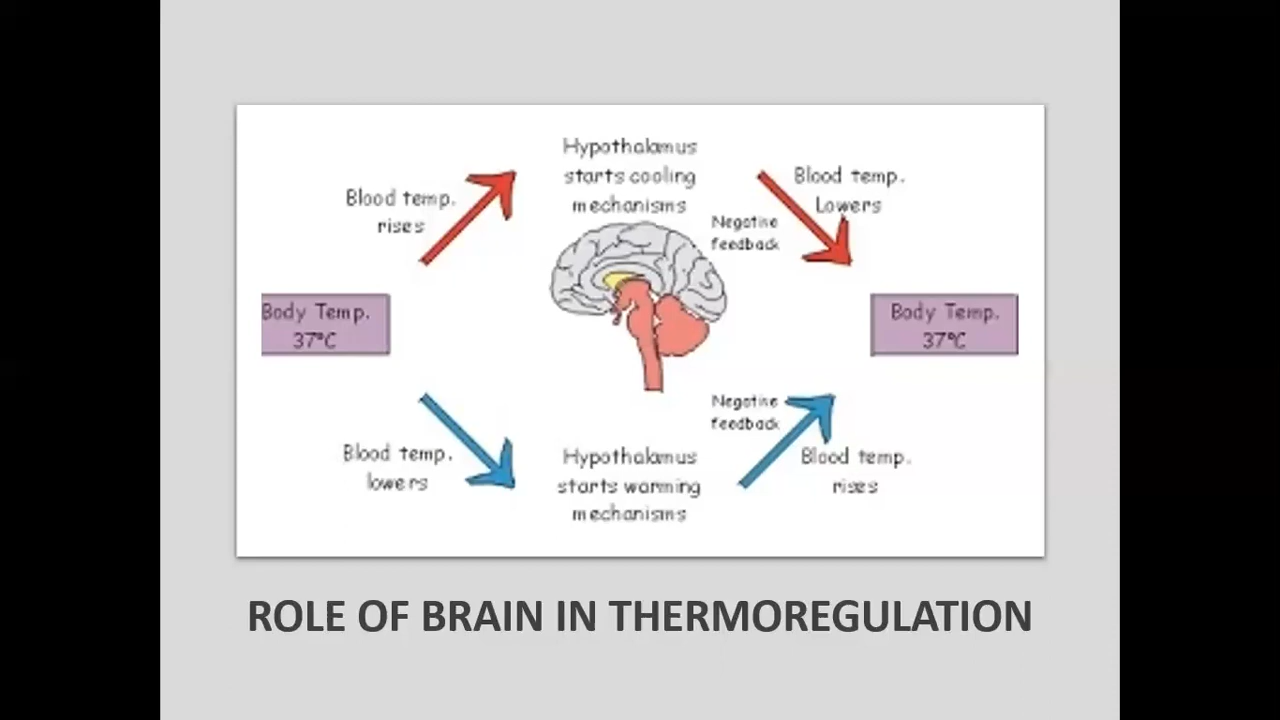 Hypothalamus
starts cooling
mechanisms
Blood temp.
rises
Blood temp.
Lowers
Negative
feedback
Body Temp.
37°C
Body Temp.
37°C
Negative
feedback
Blood temp.
lowers
Hypothalamus
starts warming
mechanisms
Blood temp.
rises
ROLE OF BRAIN IN THERMOREGULATION